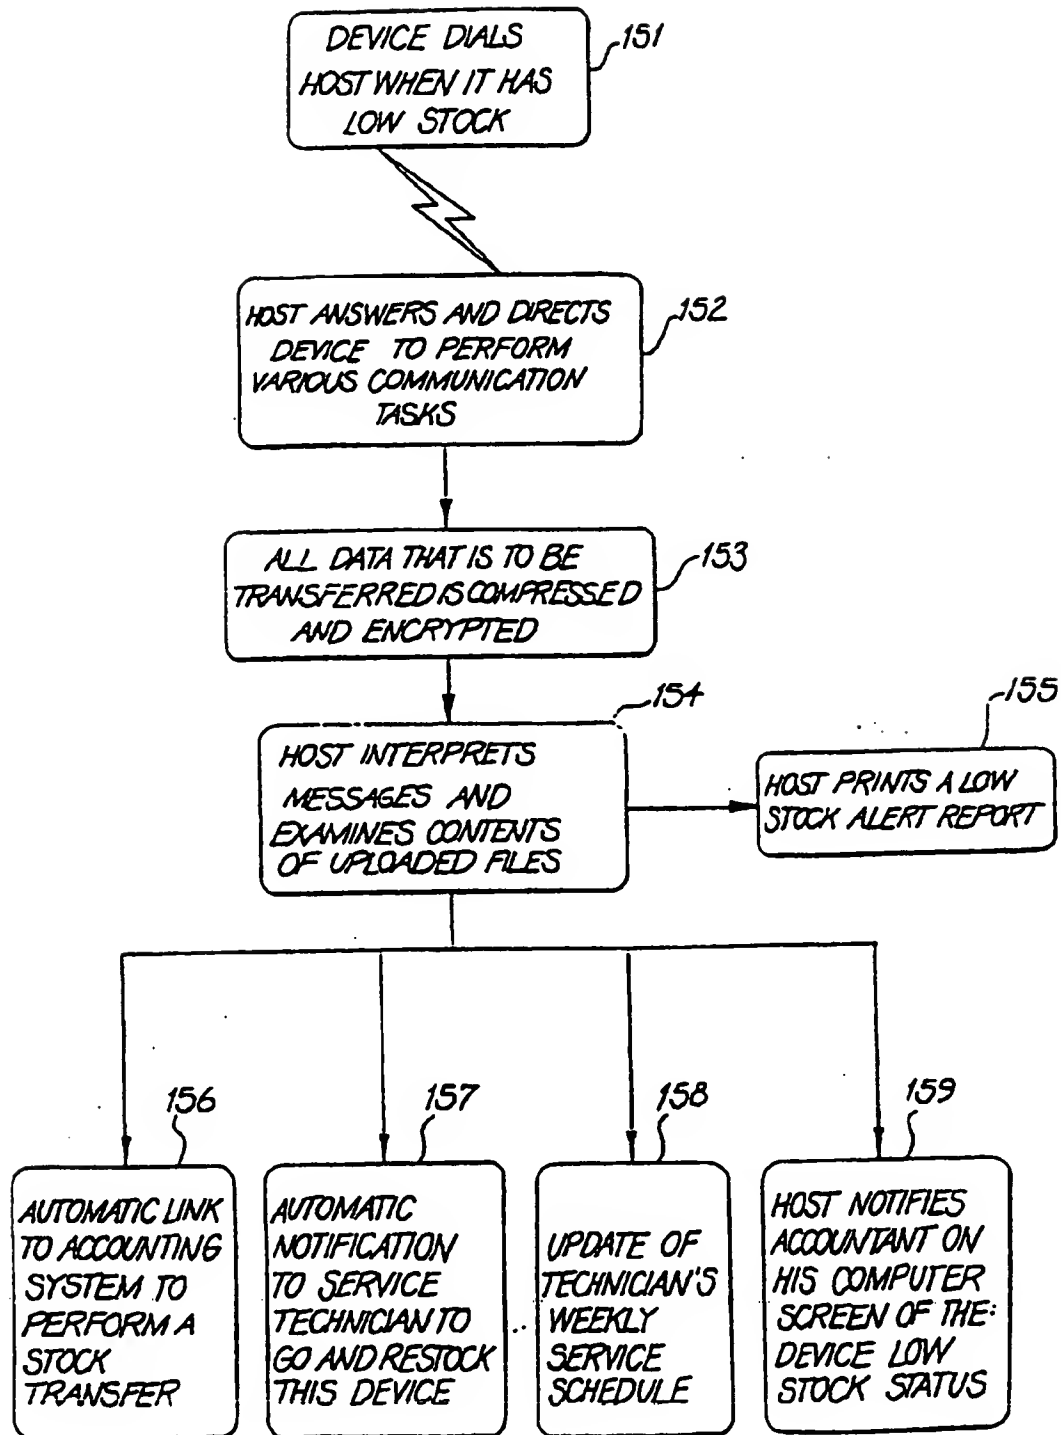 DEVICE DIALS
HOST WHEN IT HAS
LOW STOCK
151
HOST ANSWERS AND DIRECTS
DEVICE TO PERFORM
VARIOUS COMMUNICATION
TASKS
152
ALL DATA THAT IS TO BE
TRANSFERRED IS COMPRESSED
AND ENCRYPTED
153
154
HOST INTERPRETS
MESSAGES AND
EXAMINES CONTENTS
OF UPLOADED FILES
155
HOST PRINTS A LOW
STOCK ALERT REPORT
156
AUTOMATIC LINK
TO ACCOUNTING
SYSTEM TO
PERFORM A
STOCK
TRANSFER
157
AUTOMATIC
NOTIFICATION
TO SERVICE
TECHNICIAN TO
GO AND RESTOCK
THIS DEVICE
158
UPDATE OF
TECHNICIAN'S
WEEKLY
SERVICE
SCHEDULE
159
HOST NOTIFIES
ACCOUNTANT ON
HIS COMPUTER
SCREEN OF THE
DEVICE LOW
STOCK STATUS